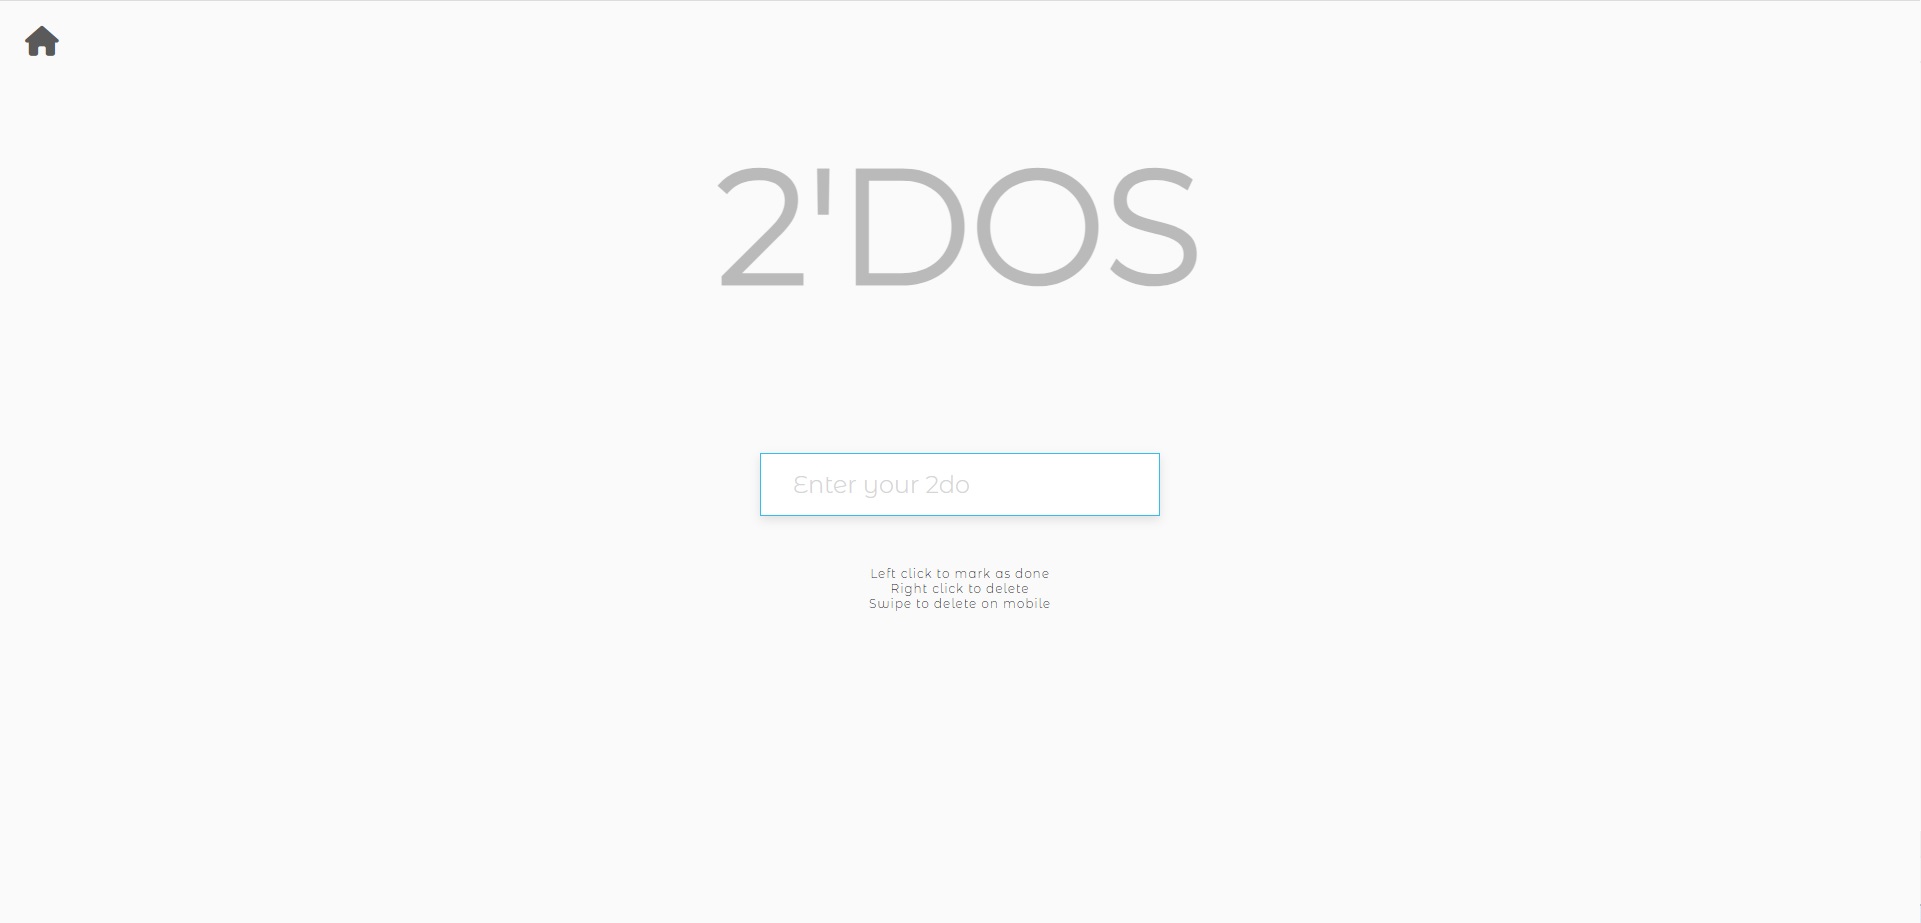 2'DOS
Enter your 2do
Left click to mark as done
Right click to delete
Swipe to delete on mobile